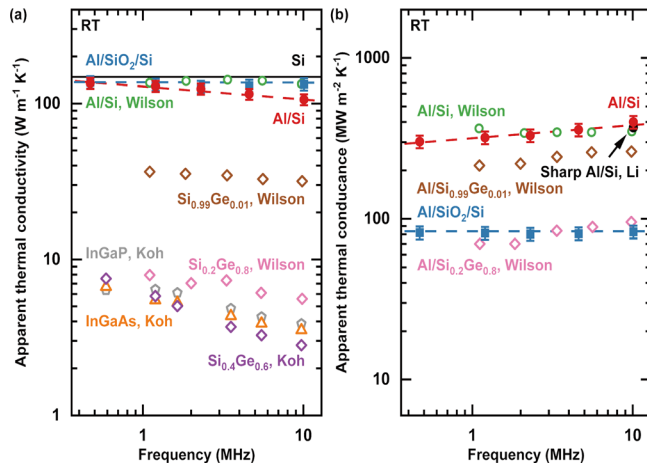 (a)
RT
Al/SiO₂/Si
Si
Al/Si, Wilson
Al/Si
Si₀.₉₉Ge₀.₀₁, Wilson
InGaP, Koh
Si₀.₂Ge₀.₈, Wilson
InGaAs, Koh
Si₀.₄Ge₀.₆, Koh
100
10
1
1
10
Apparent thermal conductivity (W m⁻¹ K⁻¹)
Frequency (MHz)
(b)
RT
Al/Si, Wilson
Al/Si
Sharp Al/Si, Li
Al/Si₀.₉₉Ge₀.₀₁, Wilson
Al/SiO₂/Si
Al/Si₀.₂Ge₀.₈, Wilson
1000
100
10
1
10
Apparent thermal conducance (MW m⁻² K⁻¹)
Frequency (MHz)